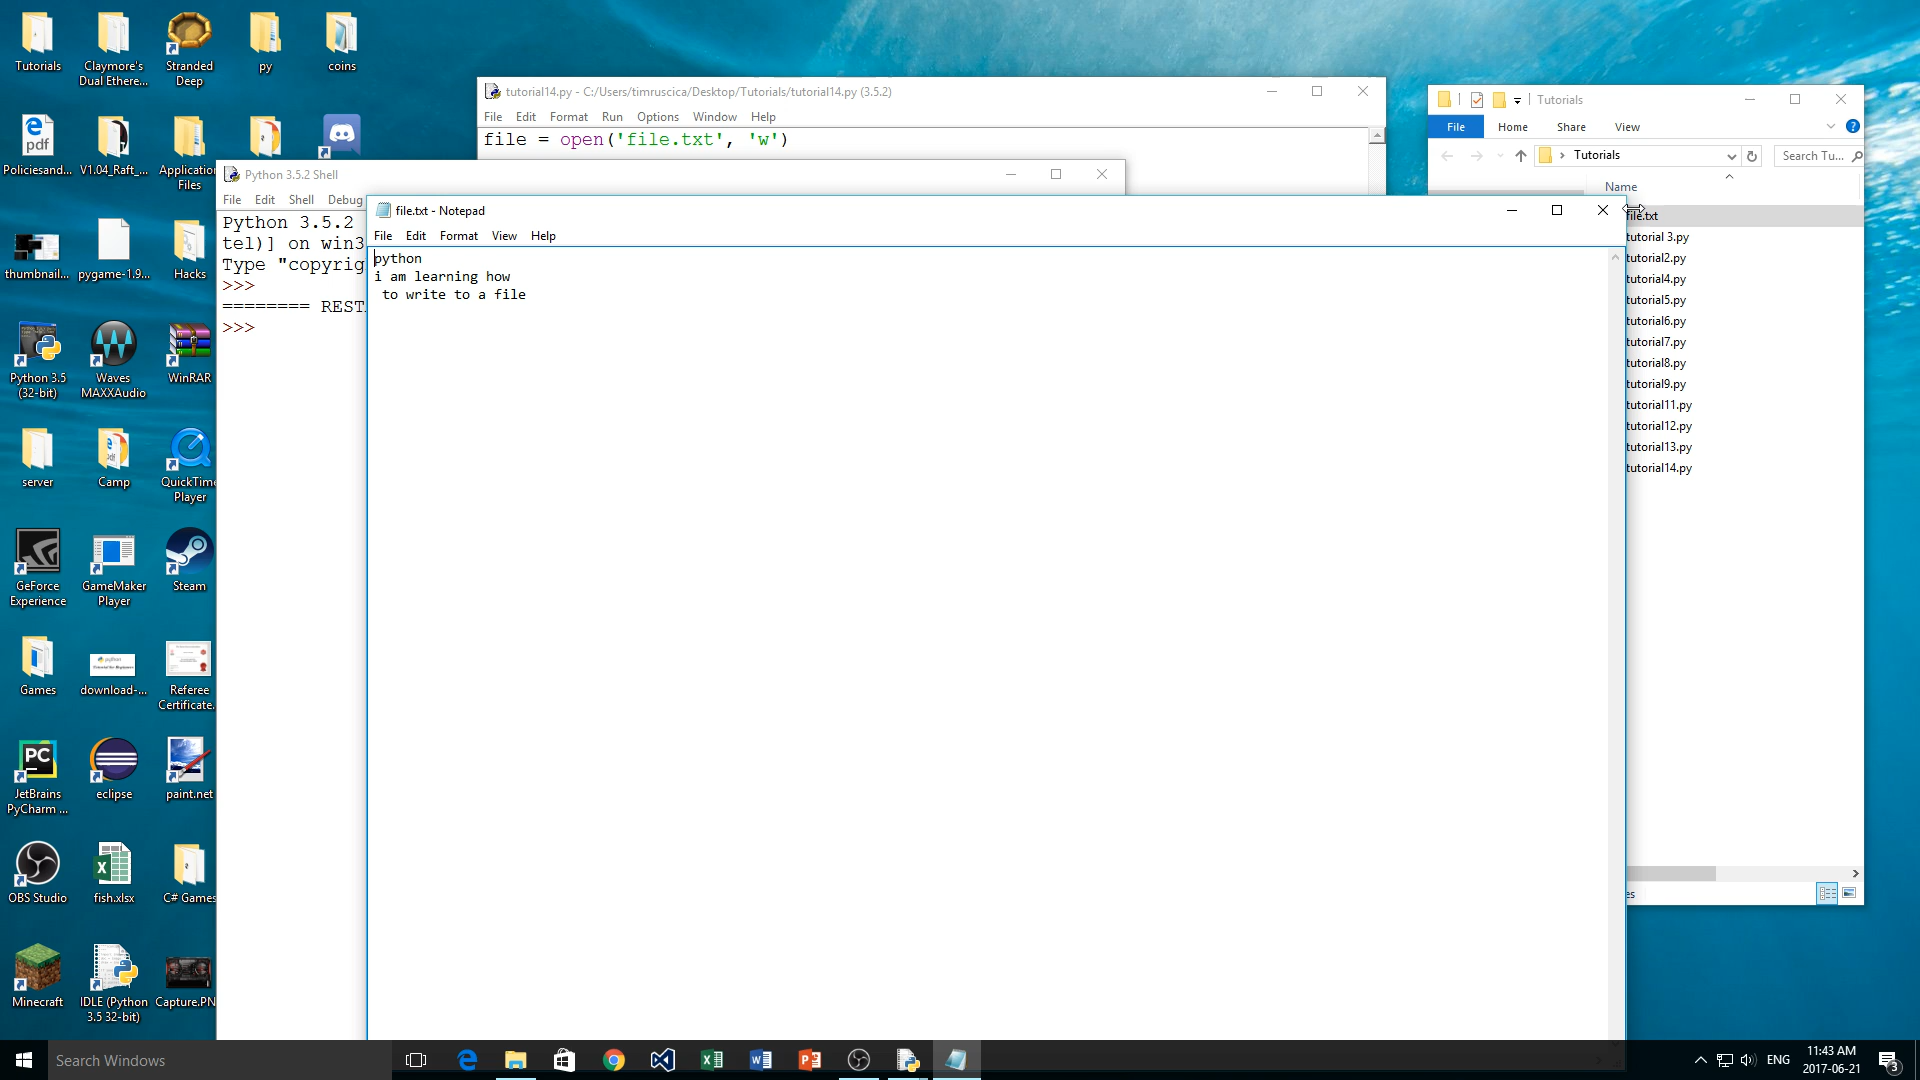 Tutorials
Claymore's
Dual Ethere...
Stranded
Deep
py
coins
Policiesand...
V1.04_Raft_...
Application
Files
thumbnail...
pygame-1.9...
Hacks
Python 3.5
(32-bit)
Waves
MAXXAudio
WinRAR
server
Camp
QuickTime
Player
GeForce
Experience
GameMaker
Player
Steam
Games
download-...
Referee
Certificate.
JetBrains
PyCharm ...
eclipse
paint.net
OBS Studio
fish.xlsx
C# Games
Minecraft
IDLE (Python
3.5 32-bit)
Capture.PN
tutorial14.py - C:/Users/timruscica/Desktop/Tutorials/tutorial14.py (3.5.2)
File Edit Format Run Options Window Help
file = open('file.txt', 'w')
Python 3.5.2 Shell
File Edit Shell Debug
Python 3.5.2
tel)] on win3
Type "copyrig
>>>
======== REST
>>>
file.txt - Notepad
File Edit Format View Help
python
i am learning how
to write to a file
Tutorials
File Home Share View
Tutorials
Search Tu...
Name
file.txt
tutorial 3.py
tutorial2.py
tutorial4.py
tutorial5.py
tutorial6.py
tutorial7.py
tutorial8.py
tutorial9.py
tutorial11.py
tutorial12.py
tutorial13.py
tutorial14.py
es
Search Windows
ENG
11:43 AM
2017-06-21
3